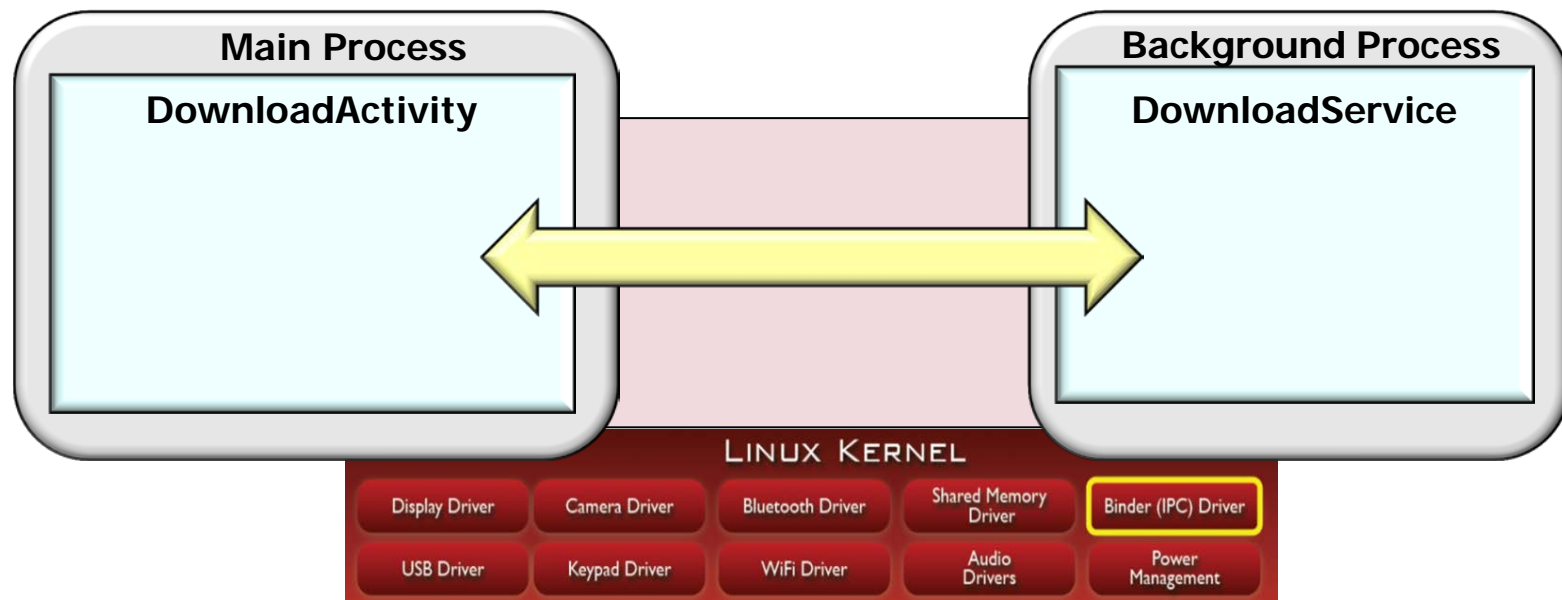 Main Process
DownloadActivity
Background Process
DownloadService
LINUX KERNEL
Display Driver
Camera Driver
Bluetooth Driver
Shared Memory
Driver
Binder (IPC) Driver
USB Driver
Keypad Driver
WiFi Driver
Audio
Drivers
Power
Management